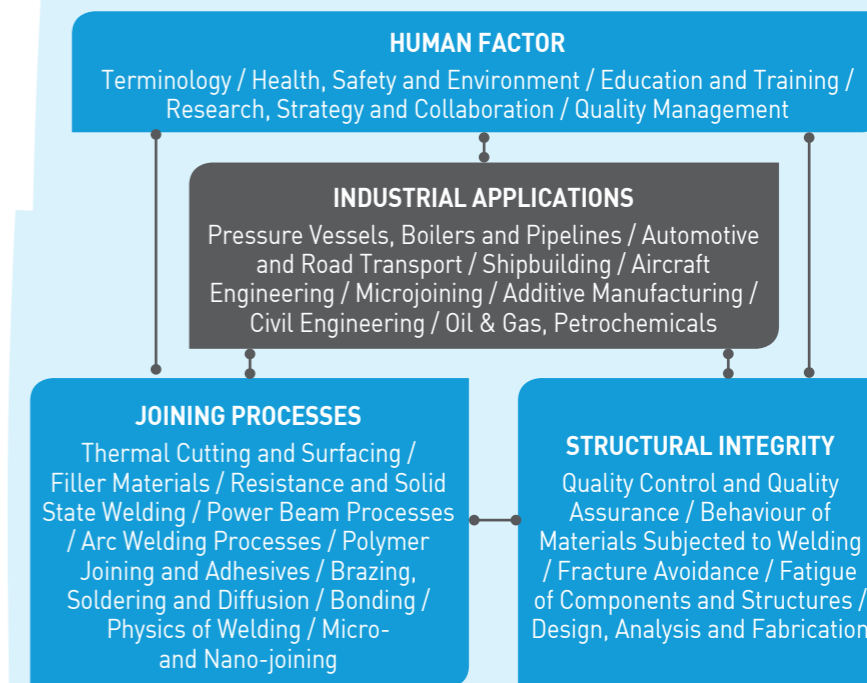 HUMAN FACTOR
Terminology / Health, Safety and Environment / Education and Training /
Research, Strategy and Collaboration / Quality Management
INDUSTRIAL APPLICATIONS
Pressure Vessels, Boilers and Pipelines / Automotive
and Road Transport / Shipbuilding / Aircraft
Engineering / Microjoining / Additive Manufacturing /
Civil Engineering / Oil & Gas, Petrochemicals
JOINING PROCESSES
Thermal Cutting and Surfacing /
Filler Materials / Resistance and Solid
State Welding / Power Beam Processes
/ Arc Welding Processes / Polymer
Joining and Adhesives / Brazing,
Soldering and Diffusion / Bonding /
Physics of Welding / Micro-
and Nano-joining
STRUCTURAL INTEGRITY
Quality Control and Quality
Assurance / Behaviour of
Materials Subjected to Welding
/ Fracture Avoidance / Fatigue
of Components and Structures /
Design, Analysis and Fabrication